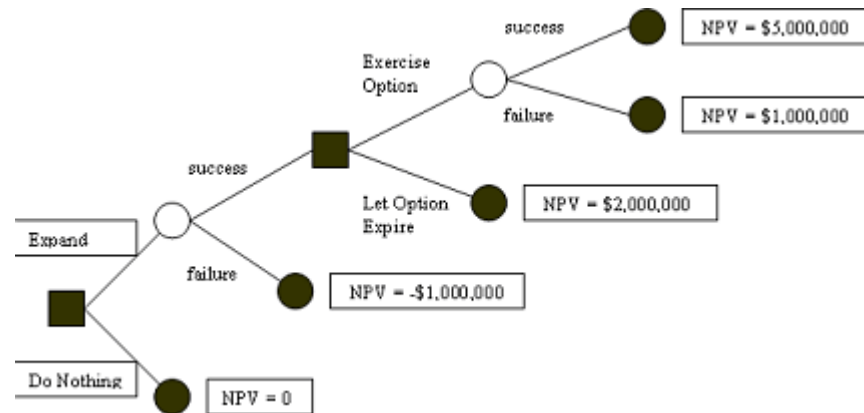 success
NPV = $5,000,000
Exercise
Option
failure
NPV = $1,000,000
success
Let Option
Expire
NPV = $2,000,000
Expand
failure
NPV = -$1,000,000
Do Nothing
NPV = 0